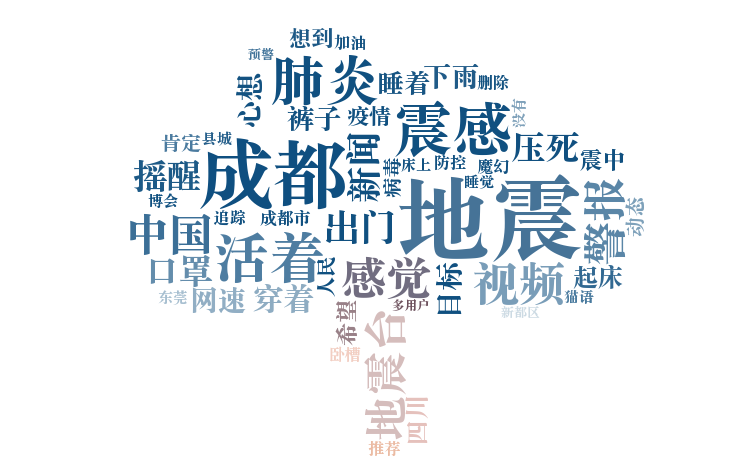 想到
加油
预警
肺炎
睡着
下雨
删除
心想
裤子
疫情
震感
没有
肯定
县城
新闻
压死
震中
摇醒
成都
病毒
床上
防控
魔幻
睡觉
地震
警报
博会
追踪
成都市
出门
动态
中国
活着
口罩
人民
感觉
目标
视频
起床
东莞
网速
穿着
希望
多用户
猫语
新都区
地震台
卧槽
四川
推荐